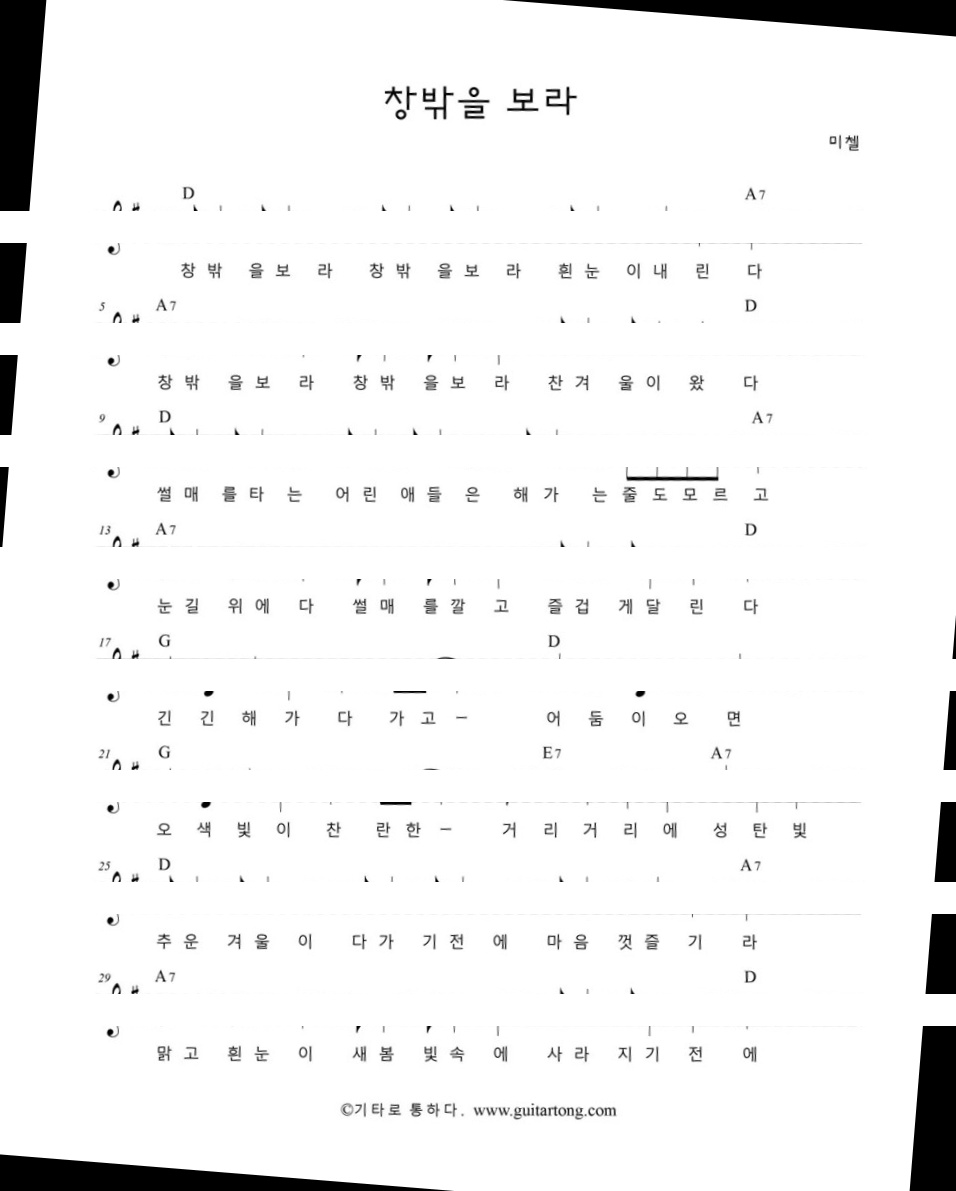 창밖을 보라
미첼
D A7
창밖 을보 라 창밖 을보 라 흰눈 이내 린 다
5 A7 D
창밖 을보 라 창밖 을보 라 찬겨 울이 왔 다
9 D A7
썰매 를타 는 어린 애들 은 해가 는줄도모르 고
13 A7 D
눈길 위에 다 썰매 를깔 고 즐겁 게달 린 다
17 G D
긴 긴 해 가 다 가고 – 어 둠 이 오 면
21 G E7 A7
오 색 빛 이 찬 란한 – 거 리 거 리 에 성 탄 빛
25 D A7
추운 겨울 이 다가 기전 에 마음 껏즐 기 라
29 A7 D
맑고 흰눈 이 새봄 빛속 에 사라 지기 전 에
©기타로 통하다. www.guitartong.com